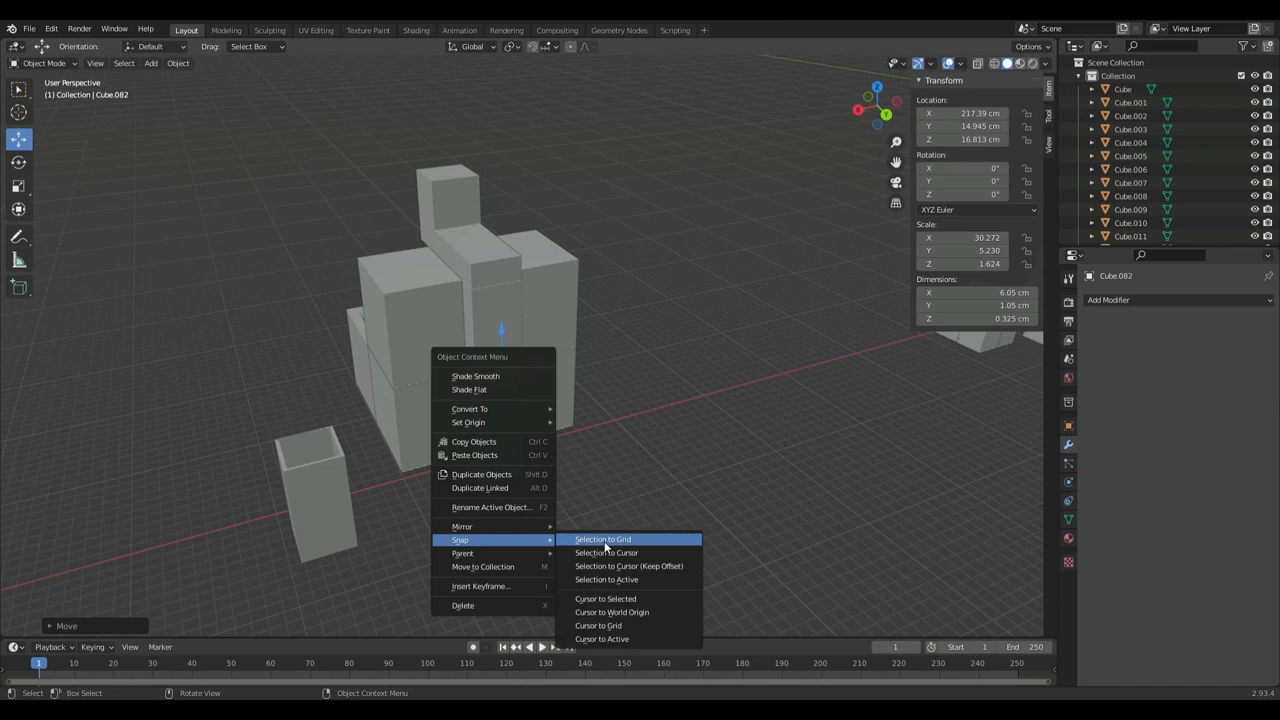 File Edit Render Window Help
Layout Modeling Sculpting UV Editing Texture Paint Shading Animation Rendering Compositing Geometry Nodes Scripting +
Scene
View Layer
Orientation: Default Drag: Select Box
Global
Options
Object Mode View Select Add Object
User Perspective
(1) Collection | Cube.082
X
Y
Z
Transform
Location:
X 217.39 cm
Y 14.945 cm
Z 16.813 cm
Rotation:
X 0°
Y 0°
Z 0°
XYZ Euler
Scale:
X 30.272
Y 5.230
Z 1.624
Dimensions:
X 6.05 cm
Y 1.05 cm
Z 0.325 cm
Item
Tool
View
Scene Collection
Collection
Cube
Cube.001
Cube.002
Cube.003
Cube.004
Cube.005
Cube.006
Cube.007
Cube.008
Cube.009
Cube.010
Cube.011
Cube.082
Add Modifier
Object Context Menu
Shade Smooth
Shade Flat
Convert To
Set Origin
Copy Objects Ctrl C
Paste Objects Ctrl V
Duplicate Objects Shift D
Duplicate Linked Alt D
Rename Active Object... F2
Mirror
Snap
Parent
Move to Collection M
Insert Keyframe... I
Delete X
Selection to Grid
Selection to Cursor
Selection to Cursor (Keep Offset)
Selection to Active
Cursor to Selected
Cursor to World Origin
Cursor to Grid
Cursor to Active
Move
Playback Keying View Marker
1 Start 1 End 250
1 10 20 30 40 50 60 70 80 90 100 110 120 130 140 150 160 170 180 190 200 210 220 230 240 250
Select Box Select Rotate View Object Context Menu
2.93.4